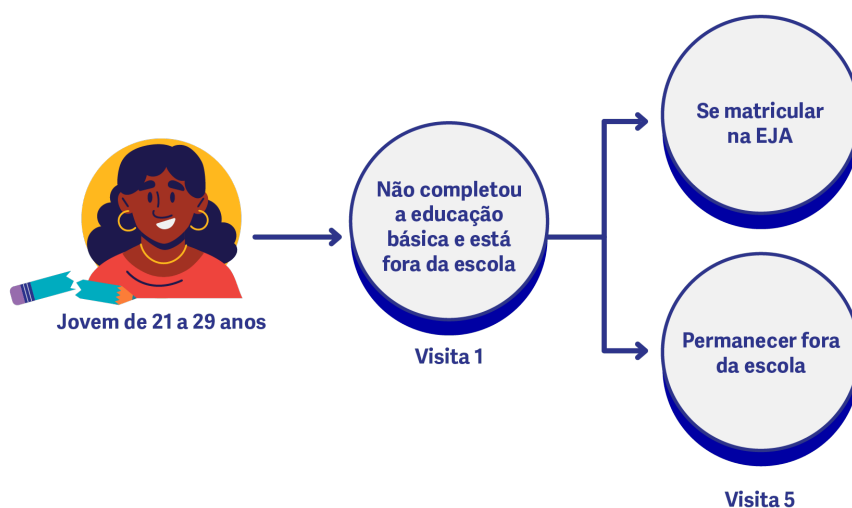 Se matricular
na EJA
Não completou
a educação
básica e está
fora da escola
Jovem de 21 a 29 anos
Visita 1
Permanecer fora
da escola
Visita 5